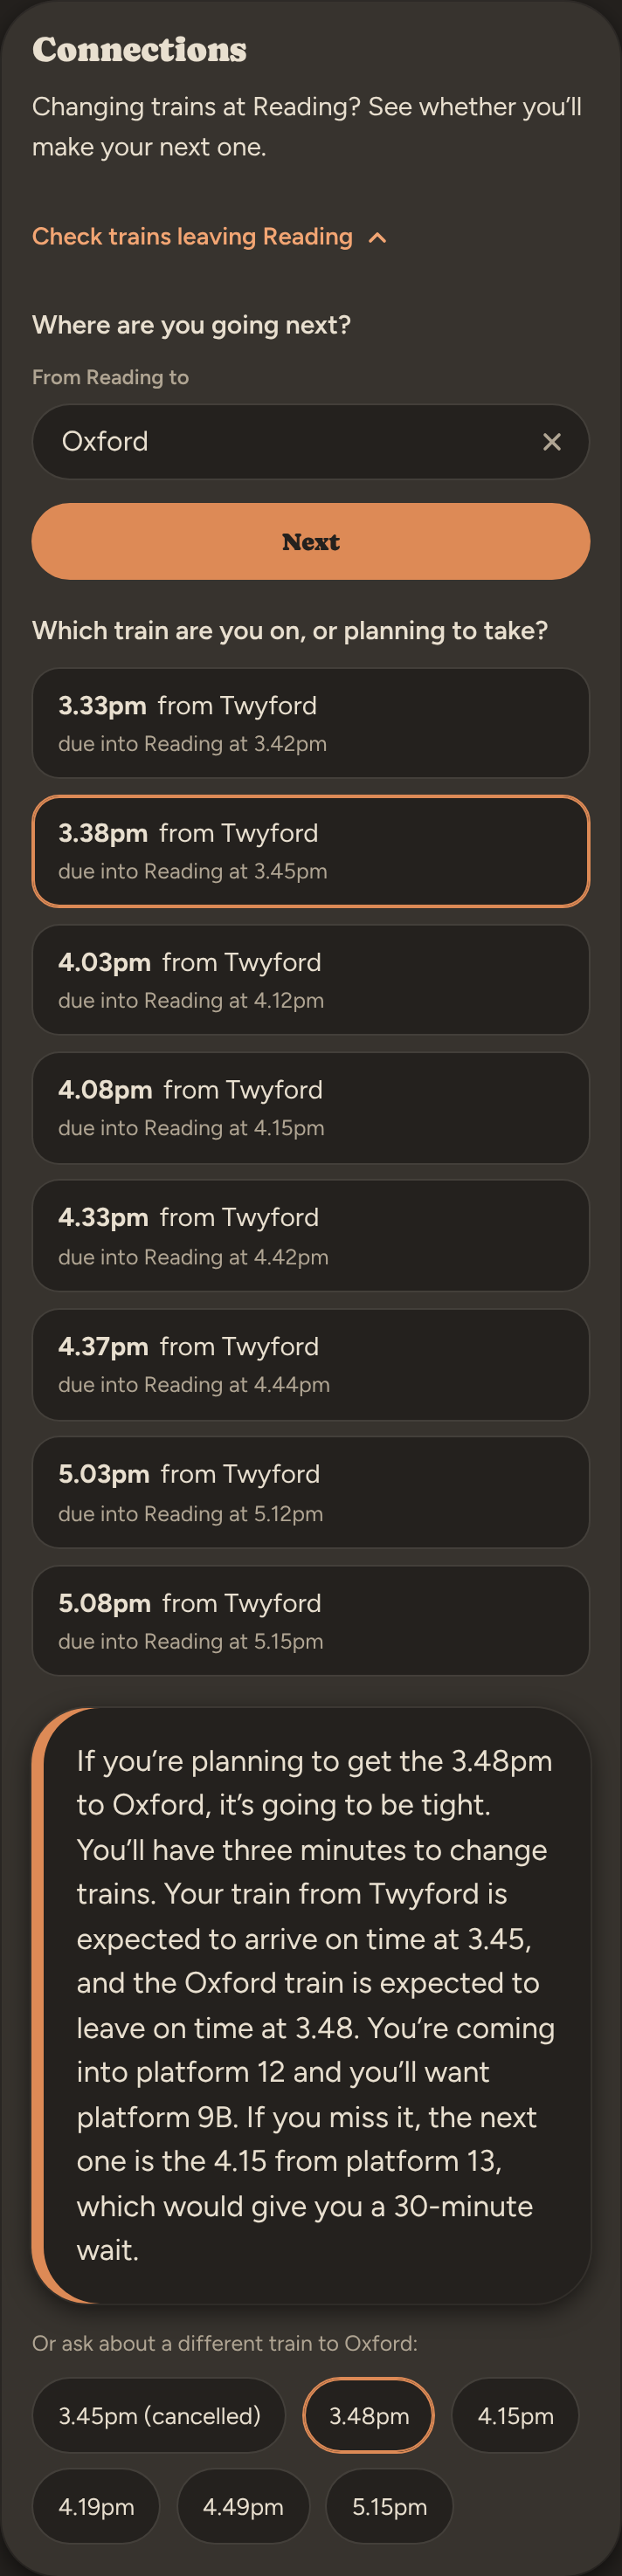 Connections
Changing trains at Reading? See whether you’ll
make your next one.
Check trains leaving Reading
Where are you going next?
From Reading to
Oxford
Next
Which train are you on, or planning to take?
3.33pm from Twyford
due into Reading at 3.42pm
3.38pm from Twyford
due into Reading at 3.45pm
4.03pm from Twyford
due into Reading at 4.12pm
4.08pm from Twyford
due into Reading at 4.15pm
4.33pm from Twyford
due into Reading at 4.42pm
4.37pm from Twyford
due into Reading at 4.44pm
5.03pm from Twyford
due into Reading at 5.12pm
5.08pm from Twyford
due into Reading at 5.15pm
If you’re planning to get the 3.48pm
to Oxford, it’s going to be tight.
You’ll have three minutes to change
trains. Your train from Twyford is
expected to arrive on time at 3.45,
and the Oxford train is expected to
leave on time at 3.48. You’re coming
into platform 12 and you’ll want
platform 9B. If you miss it, the next
one is the 4.15 from platform 13,
which would give you a 30-minute
wait.
Or ask about a different train to Oxford:
3.45pm (cancelled) 3.48pm 4.15pm
4.19pm 4.49pm 5.15pm